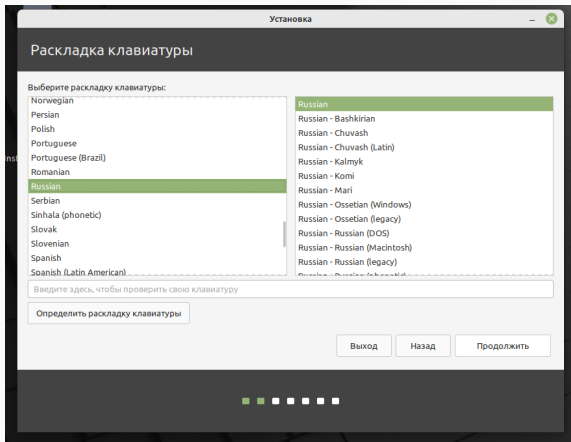 Установка
Раскладка клавиатуры
Выберите раскладку клавиатуры:
Norwegian
Persian
Polish
Portuguese
Portuguese (Brazil)
Romanian
Russian
Serbian
Sinhala (phonetic)
Slovak
Slovenian
Spanish
Spanish (Latin American)
Russian
Russian - Bashkirian
Russian - Chuvash
Russian - Chuvash (Latin)
Russian - Kalmyk
Russian - Komi
Russian - Mari
Russian - Ossetian (Windows)
Russian - Ossetian (legacy)
Russian - Russian (DOS)
Russian - Russian (Macintosh)
Russian - Russian (legacy)
Russian - Russian (phonetic)
Введите здесь, чтобы проверить свою клавиатуру
Определить раскладку клавиатуры
Выход
Назад
Продолжить